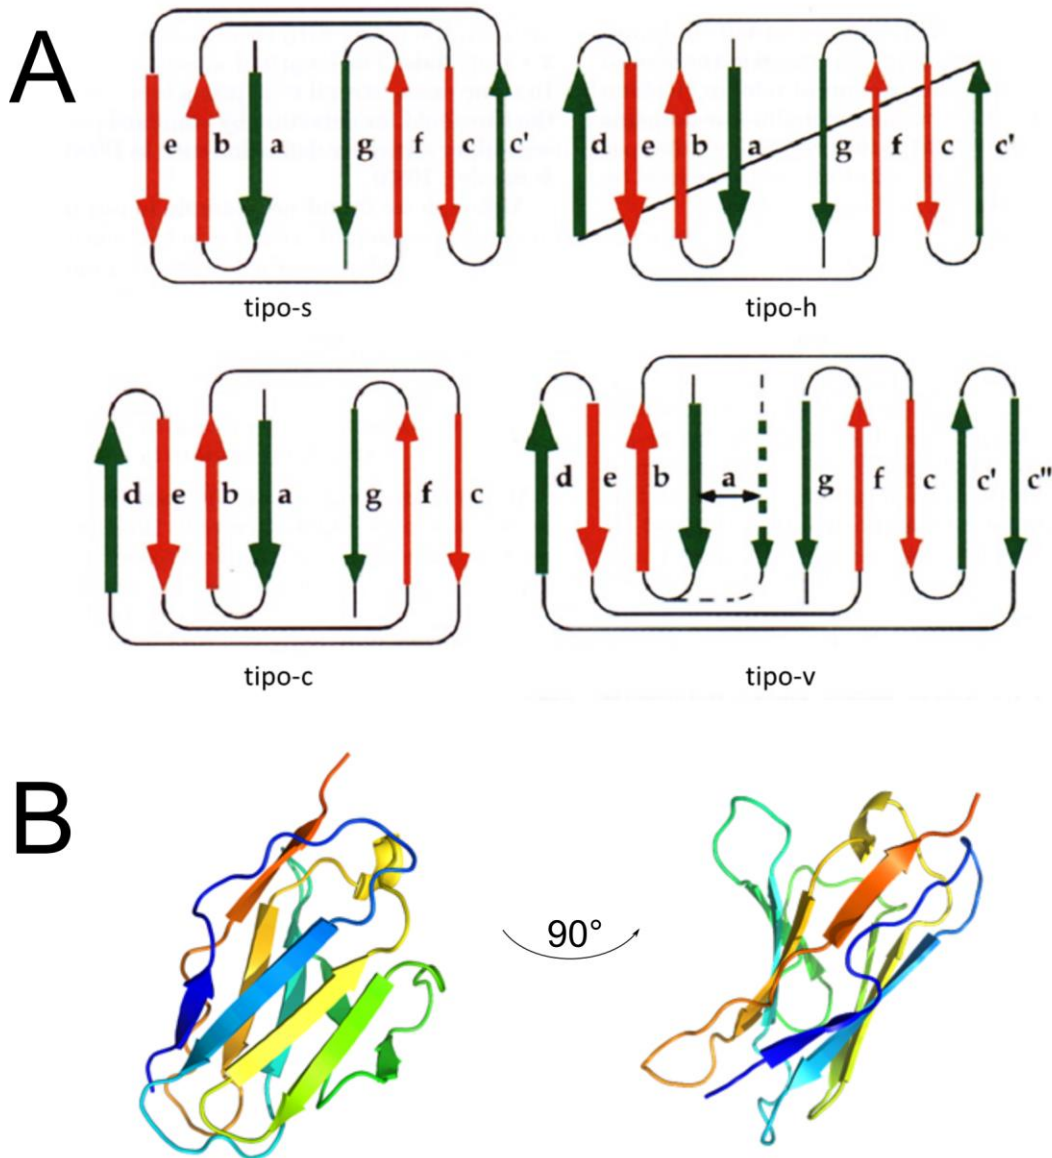 A
e b a g f c c'
tipo-s
d e b a g f c c'
tipo-h
d e b a g f c
tipo-c
d e b a g f c c' c"
tipo-v
B
90°